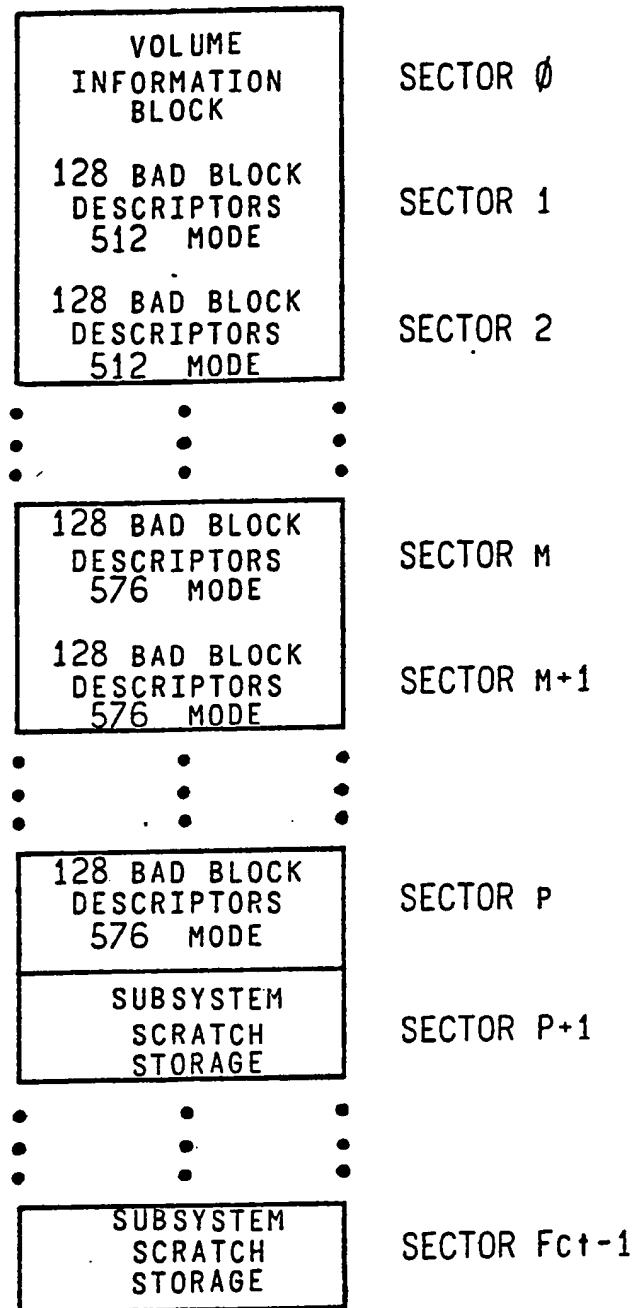 VOLUME
INFORMATION
BLOCK
SECTOR Ø
128 BAD BLOCK
DESCRIPTORS
512 MODE
SECTOR 1
128 BAD BLOCK
DESCRIPTORS
512 MODE
SECTOR 2
128 BAD BLOCK
DESCRIPTORS
576 MODE
SECTOR M
128 BAD BLOCK
DESCRIPTORS
576 MODE
SECTOR M+1
128 BAD BLOCK
DESCRIPTORS
576 MODE
SECTOR P
SUBSYSTEM
SCRATCH
STORAGE
SECTOR P+1
SUBSYSTEM
SCRATCH
STORAGE
SECTOR Fct-1